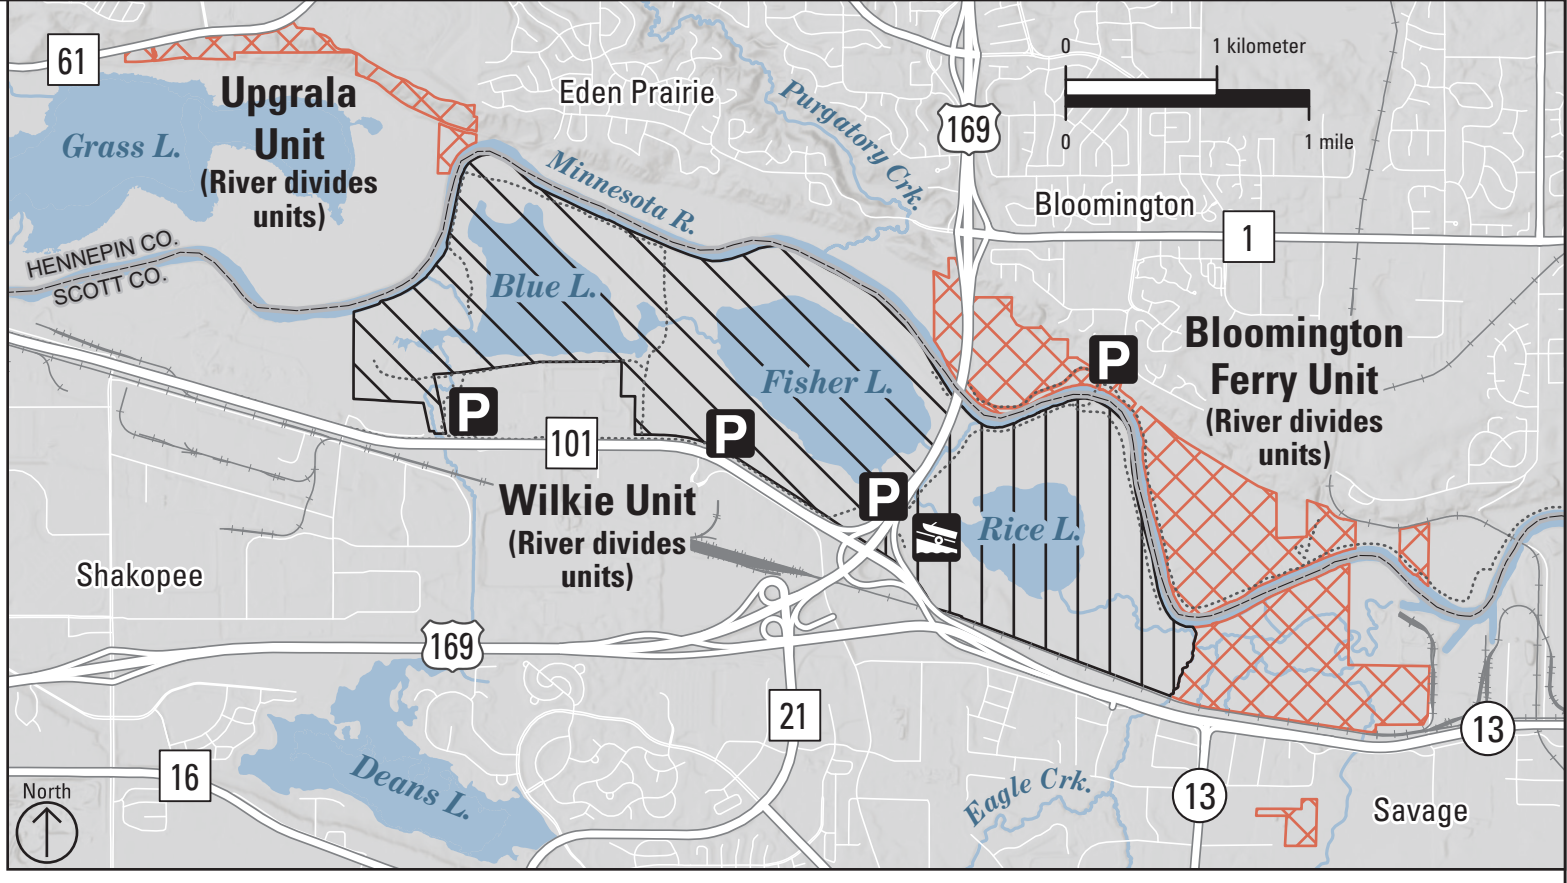 0
1 kilometer
0
1 mile
61
Upgrala
Unit
(River divides
units)
Grass L.
Eden Prairie
Purgatory Crk.
169
Minnesota R.
Bloomington
1
HENNEPIN CO.
SCOTT CO.
Blue L.
Fisher L.
P
Bloomington
Ferry Unit
(River divides
units)
P
P
101
P
Wilkie Unit
(River divides
units)
Rice L.
Shakopee
169
21
13
16
Deans L.
Eagle Crk.
13
Savage
North